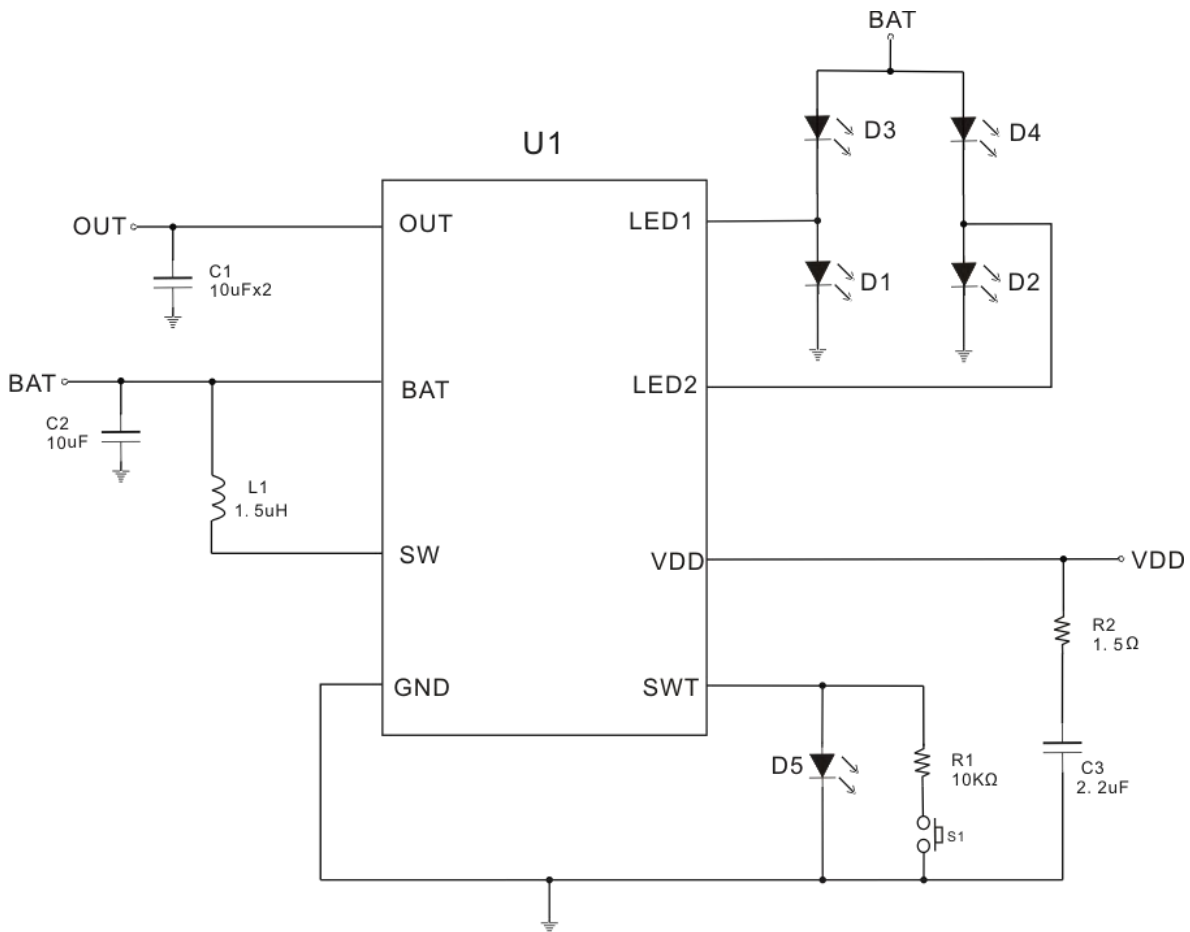 BAT
D3
D4
U1
OUT
OUT
LED1
C1
10uFx2
D1
D2
BAT
BAT
LED2
C2
10uF
L1
1.5uH
SW
VDD
VDD
R2
1.5Ω
GND
SWT
D5
R1
10KΩ
C3
2.2uF
S1